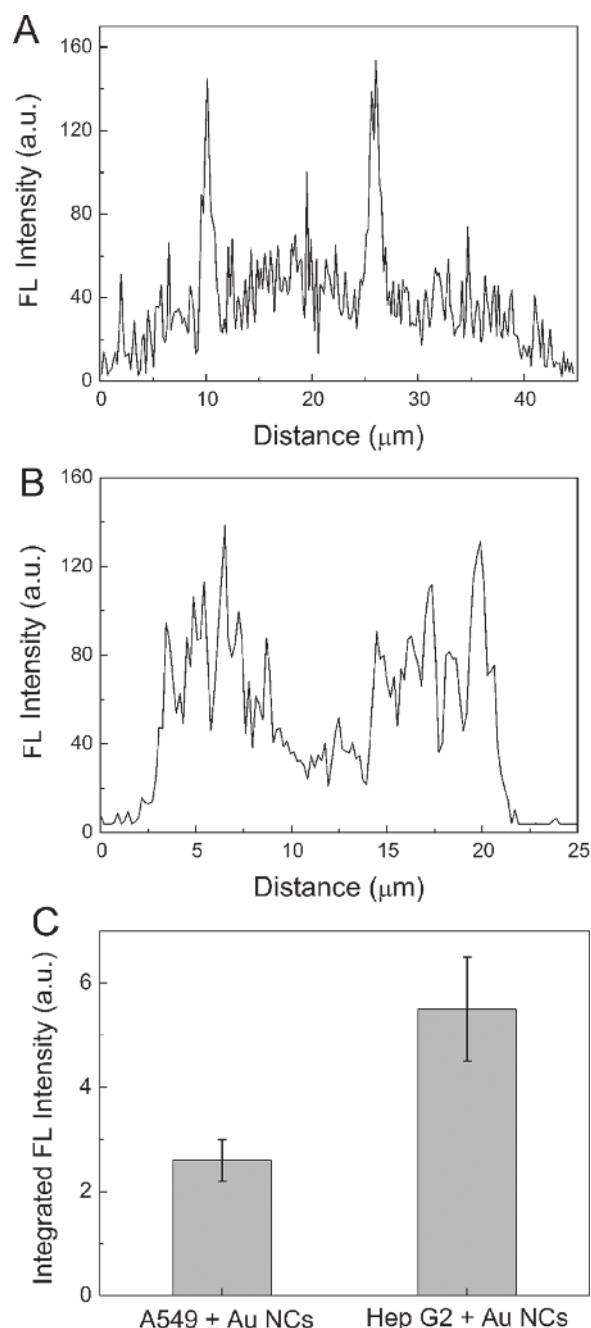 A
160
120
80
40
0
FL Intensity (a.u.)
0 10 20 30 40
Distance (μm)
B
160
120
80
40
0
FL Intensity (a.u.)
0 5 10 15 20 25
Distance (μm)
C
6
4
2
0
Integrated FL Intensity (a.u.)
A549 + Au NCs Hep G2 + Au NCs